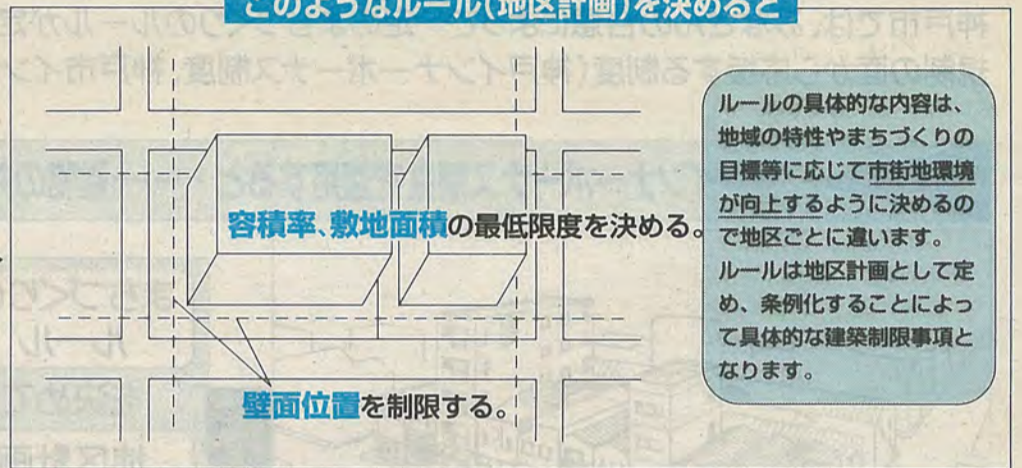 このようなルール(地区計画)を決めると
容積率、敷地面積の最低限度を決める。
壁面位置を制限する。
ルールの具体的な内容は、
地域の特性やまちづくりの
目標等に応じて市街地環境
が向上するように決めるの
で地区ごとに違います。
ルールは地区計画として定
め、条例化することによっ
て具体的な建築制限事項と
なります。